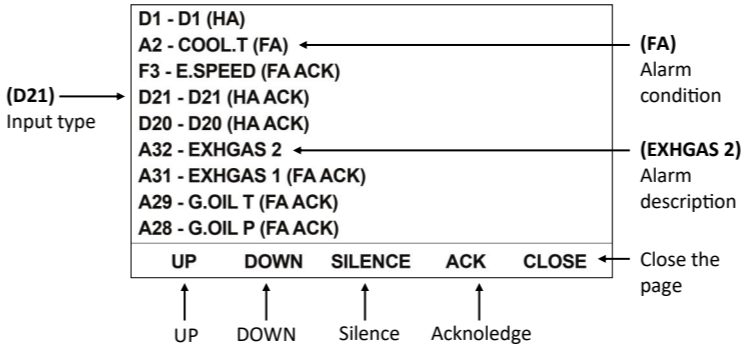 D1 - D1 (HA)
A2 - COOL.T (FA)
F3 - E.SPEED (FA ACK)
D21 - D21 (HA ACK)
D20 - D20 (HA ACK)
A32 - EXHGAS 2
A31 - EXHGAS 1 (FA ACK)
A29 - G.OIL T (FA ACK)
A28 - G.OIL P (FA ACK)
UP DOWN SILENCE ACK CLOSE
(D21)
Input type
(FA)
Alarm
condition
(EXHGAS 2)
Alarm
description
Close the
page
UP DOWN Silence Acknoledge